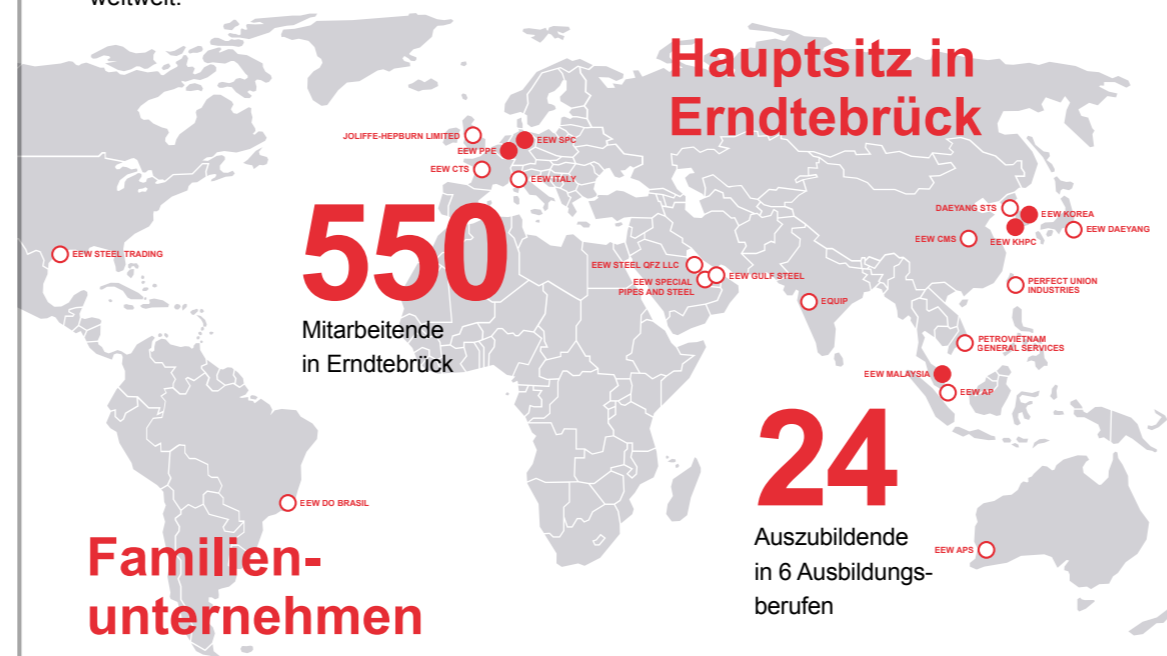 weltweit.
Hauptsitz in
Erndtebrück
JOLIFFE-HEPBURN LIMITED
EEW SPC
EEW PPE
EEW CTS
EEW ITALY
550
Mitarbeitende
in Erndtebrück
DAEYANG STS
EEW KOREA
EEW DAEYANG
EEW CMS
EEW KHPC
EEW STEEL TRADING
EEW STEEL QFZ LLC
EEW GULF STEEL
EEW SPECIAL
PIPES AND STEEL
EQUIP
PERFECT UNION
INDUSTRIES
PETROVIETNAM
GENERAL SERVICES
EEW MALAYSIA
EEW AP
24
Auszubildende
in 6 Ausbildungs-
berufen
EEW DO BRASIL
EEW APS
Familien-
unternehmen